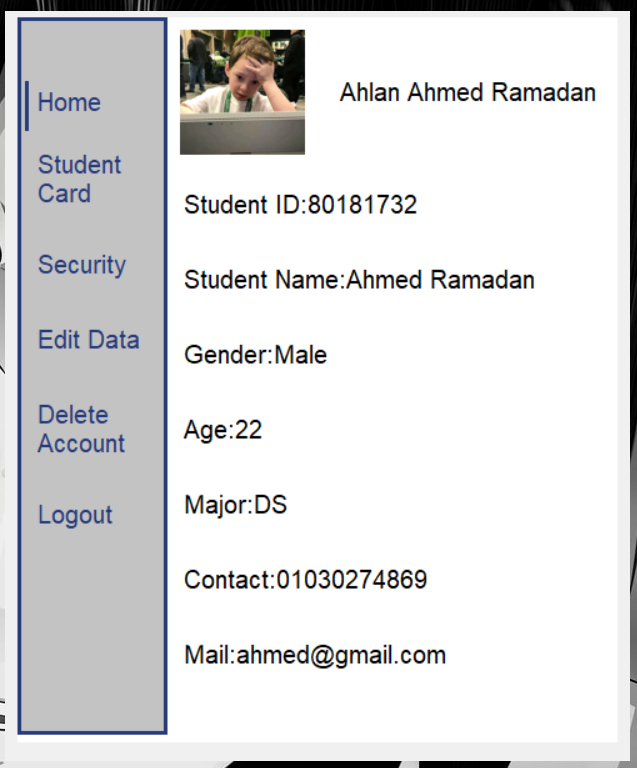 Home
Student
Card
Security
Edit Data
Delete
Account
Logout
Ahlan Ahmed Ramadan
Student ID:80181732
Student Name:Ahmed Ramadan
Gender:Male
Age:22
Major:DS
Contact:01030274869
Mail:ahmed@gmail.com